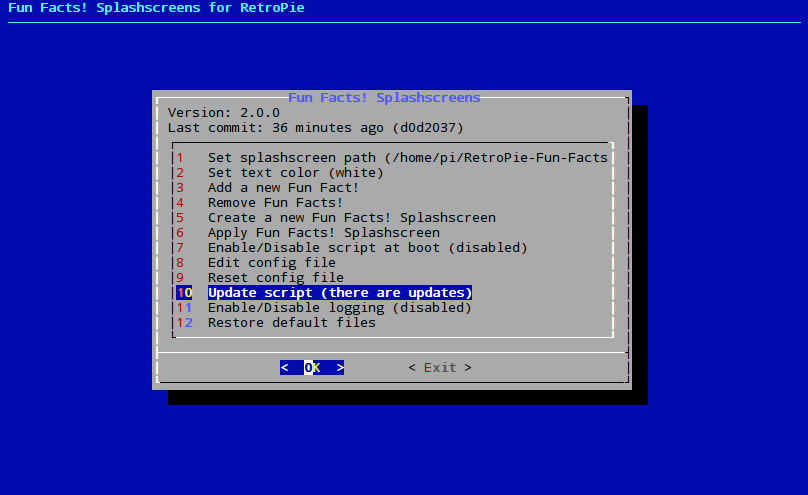 Fun Facts! Splashscreens for RetroPie
Fun Facts! Splashscreens
Version: 2.0.0
Last commit: 36 minutes ago (d0d2037)
1 Set splashscreen path (/home/pi/RetroPie-Fun-Facts
2 Set text color (white)
3 Add a new Fun Fact!
4 Remove Fun Facts!
5 Create a new Fun Facts! Splashscreen
6 Apply Fun Facts! Splashscreen
7 Enable/Disable script at boot (disabled)
8 Edit config file
9 Reset config file
10 Update script (there are updates)
11 Enable/Disable logging (disabled)
12 Restore default files
< OK > < Exit >